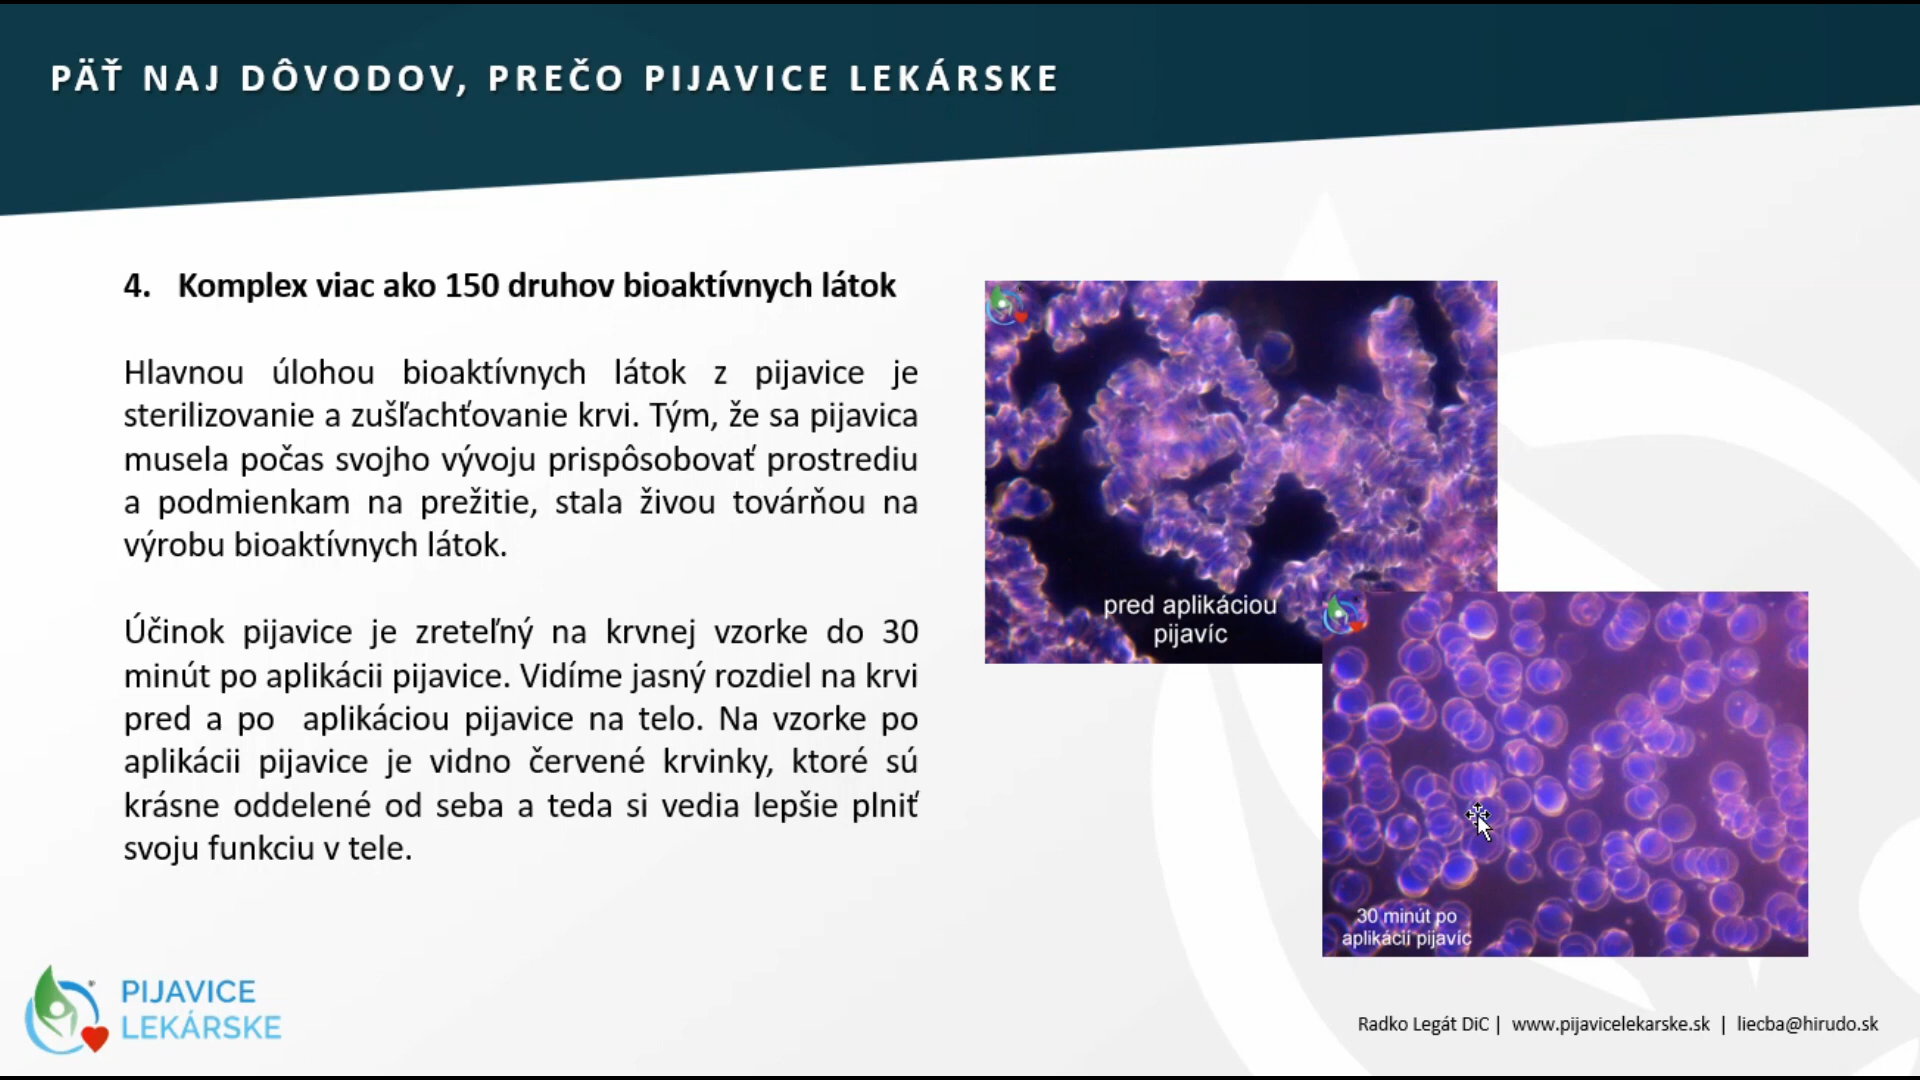 PÄŤ NAJ DÔVODOV, PREČO PIJAVICE LEKÁRSKE
4. Komplex viac ako 150 druhov bioaktívnych látok
Hlavnou úlohou bioaktívnych látok z pijavice je
sterilizovanie a zušľachťovanie krvi. Tým, že sa pijavica
musela počas svojho vývoju prispôsobovať prostrediu
a podmienkam na prežitie, stala živou továrňou na
výrobu bioaktívnych látok.
Účinok pijavice je zreteľný na krvnej vzorke do 30
minút po aplikácii pijavice. Vidíme jasný rozdiel na krvi
pred a po aplikáciou pijavice na telo. Na vzorke po
aplikácii pijavice je vidno červené krvinky, ktoré sú
krásne oddelené od seba a teda si vedia lepšie plniť
svoju funkciu v tele.
pred aplikáciou
pijavíc
30 minút po
aplikácii pijavíc
PIJAVICE
LEKÁRSKE
Radko Legát DiC | www.pijavicelekarske.sk | liecba@hirudo.sk